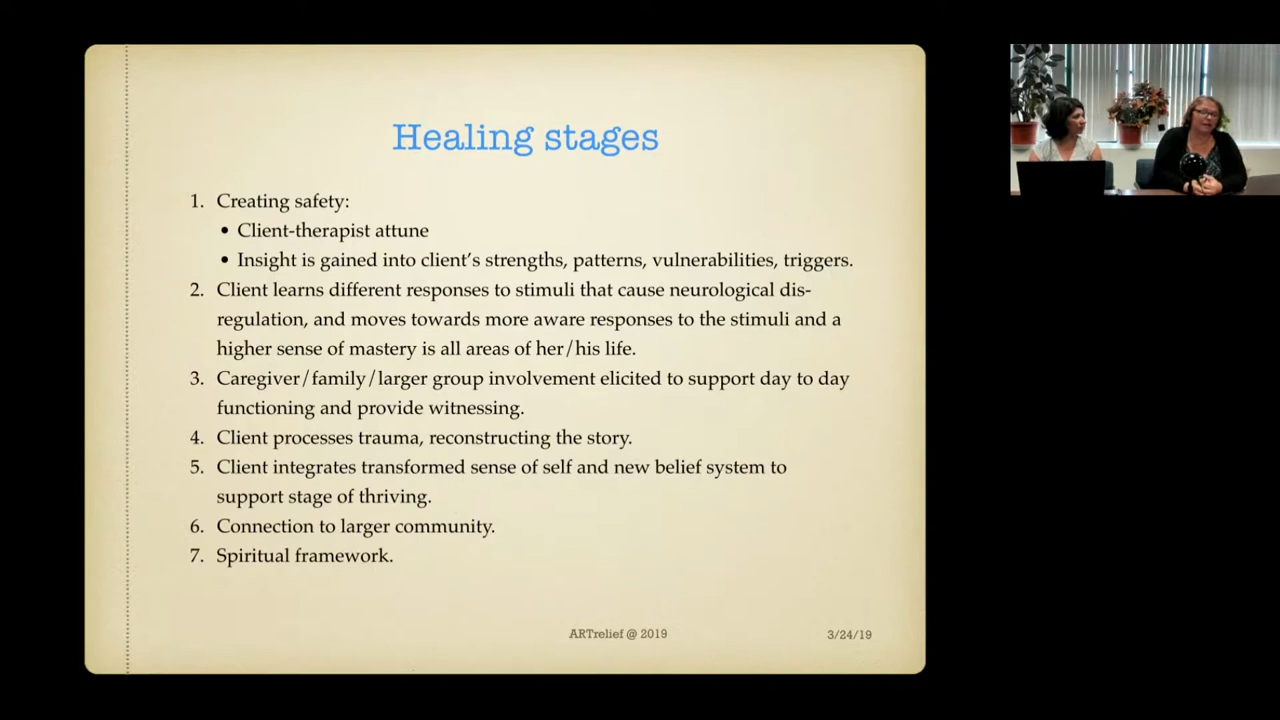 Healing stages
1. Creating safety:
• Client-therapist attune
• Insight is gained into client's strengths, patterns, vulnerabilities, triggers.
2. Client learns different responses to stimuli that cause neurological dis-
regulation, and moves towards more aware responses to the stimuli and a
higher sense of mastery is all areas of her/his life.
3. Caregiver/family/larger group involvement elicited to support day to day
functioning and provide witnessing.
4. Client processes trauma, reconstructing the story.
5. Client integrates transformed sense of self and new belief system to
support stage of thriving.
6. Connection to larger community.
7. Spiritual framework.
ARTrelief @ 2019 3/24/19